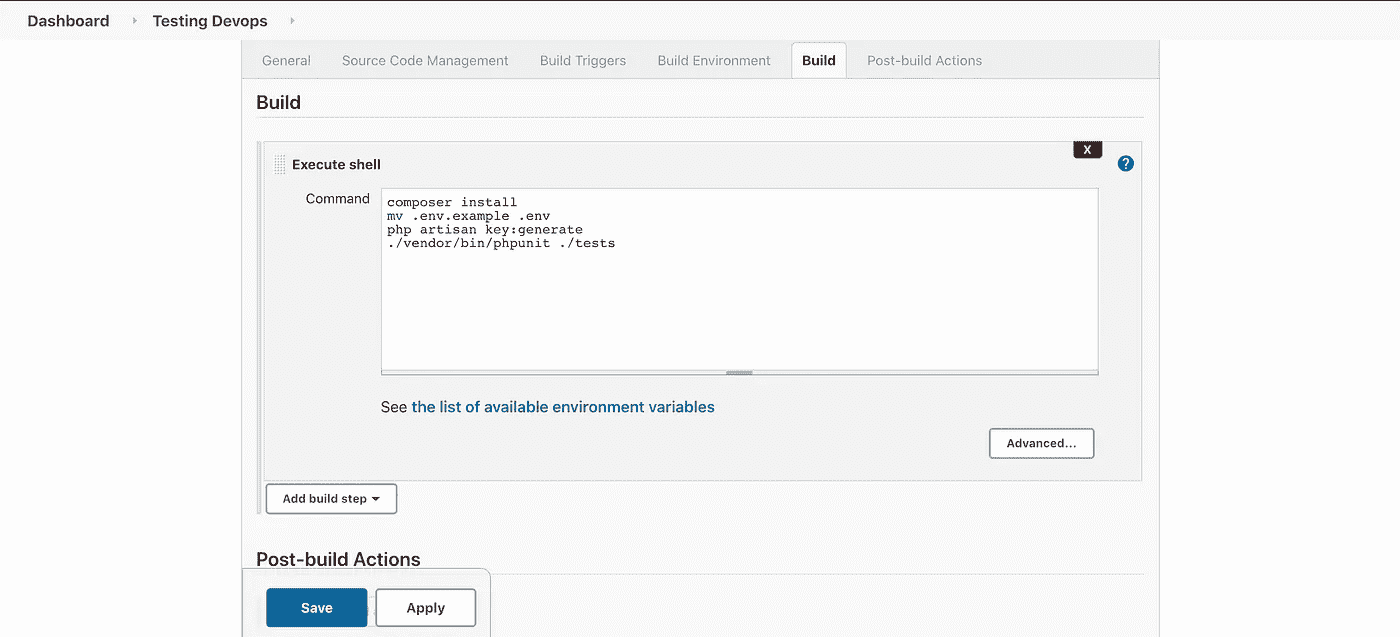 Dashboard
Testing Devops
General
Source Code Management
Build Triggers
Build Environment
Build
Post-build Actions
Build
X
Execute shell
?
Command
composer install
mv .env.example .env
php artisan key:generate
./vendor/bin/phpunit ./tests
See the list of available environment variables
Advanced...
Add build step
Post-build Actions
Save
Apply